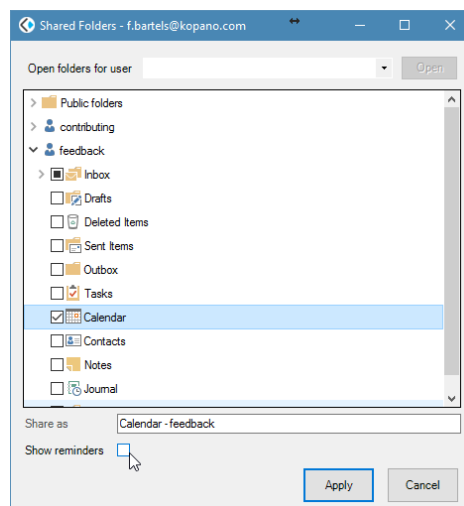 Shared Folders - f.bartels@kopano.com
Open folders for user
Open
Public folders
contributing
feedback
Inbox
Drafts
Deleted Items
Sent Items
Outbox
Tasks
Calendar
Contacts
Notes
Journal
Share as
Calendar - feedback
Show reminders
Apply
Cancel